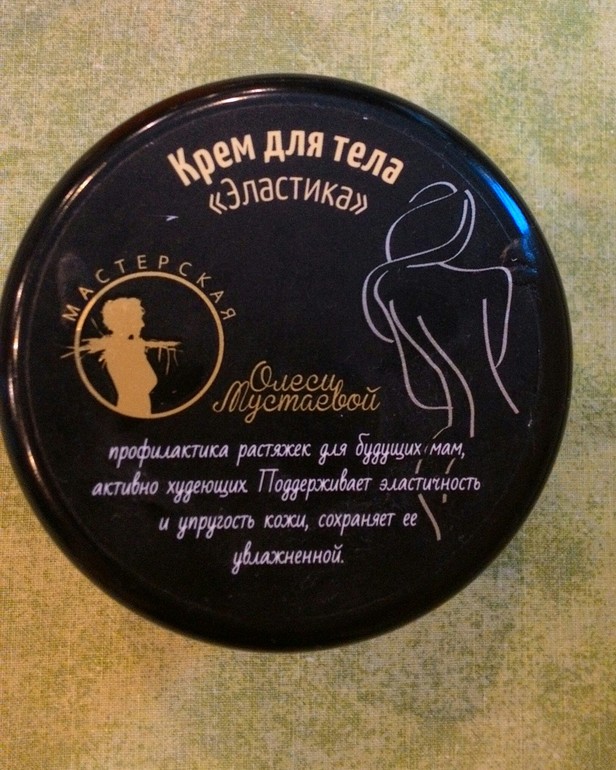 Крем для тела
«Эластика»
МАСТЕРСКАЯ
Олеси
Мустаевой
профилактика растяжек для будущих мам,
активно худеющих. Поддерживает эластичность
и упругость кожи, сохраняет ее
увлажненной.